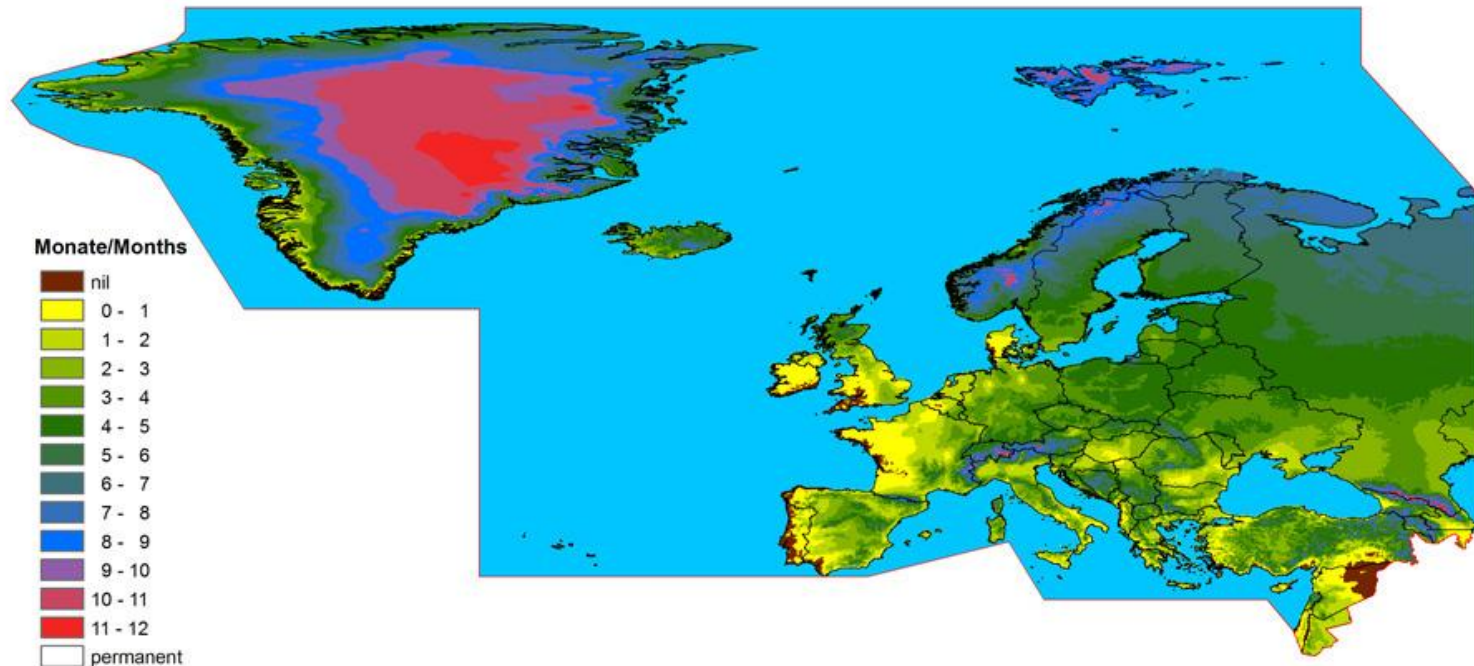 Monate/Months
nil
0 - 1
1 - 2
2 - 3
3 - 4
4 - 5
5 - 6
6 - 7
7 - 8
8 - 9
9 - 10
10 - 11
11 - 12
permanent